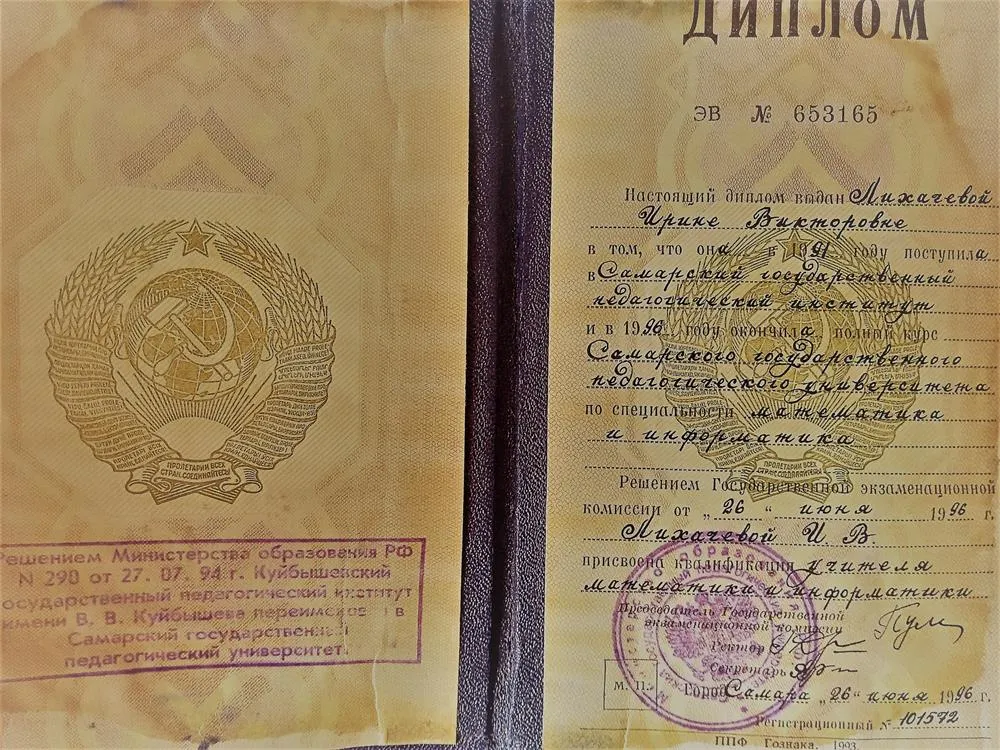 ПРОЛЕТАРИИ ВСЕХ
СТРАН, СОЕДИНЯЙТЕСЬ!
Решением Министерства образования РФ
N 290 от 27. 07. 94 г. Куйбышевский
государственный педагогический институт
имени В. В. Куйбышева переименован в
Самарский государственный
педагогический университет.
ДИПЛОМ
ЭВ № 653165
Настоящий диплом выдан Лихачевой
Ирине Викторовне
в том, что она в 1991 году поступила
в Самарский государственный
педагогический институт
и в 1996 году окончила полный курс
Самарского государственного
педагогического университета
по специальности математика
и информатика
Решением Государственной экзаменационной
комиссии от „ 26 “ июня 1996 г.
Лихачевой И. В.
присвоена квалификация учителя
математики и информатики
Председатель Государственной
экзаменационной комиссии
Ректор
Секретарь
М. П.
Город Самара „26“ июня 1996 г.
Регистрационный № 101572
ППФ Гознака. 1993.